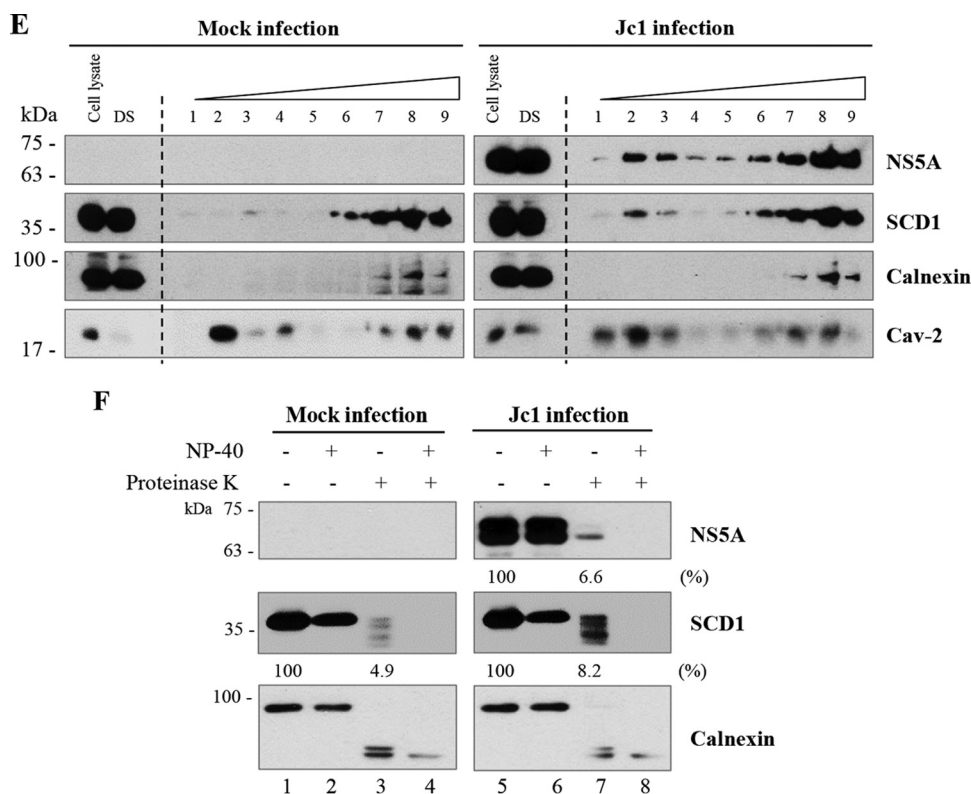 E
Mock infection Jc1 infection
Cell lysate DS 1 2 3 4 5 6 7 8 9 Cell lysate DS 1 2 3 4 5 6 7 8 9
kDa
75 -
63 - NS5A
35 - SCD1
100 - Calnexin
17 - Cav-2
F
Mock infection Jc1 infection
NP-40 - + - + - + - +
Proteinase K - - + + - - + +
kDa 75 -
63 - NS5A
100 6.6 (%)
35 - SCD1
100 4.9 100 8.2 (%)
100 - Calnexin
1 2 3 4 5 6 7 8